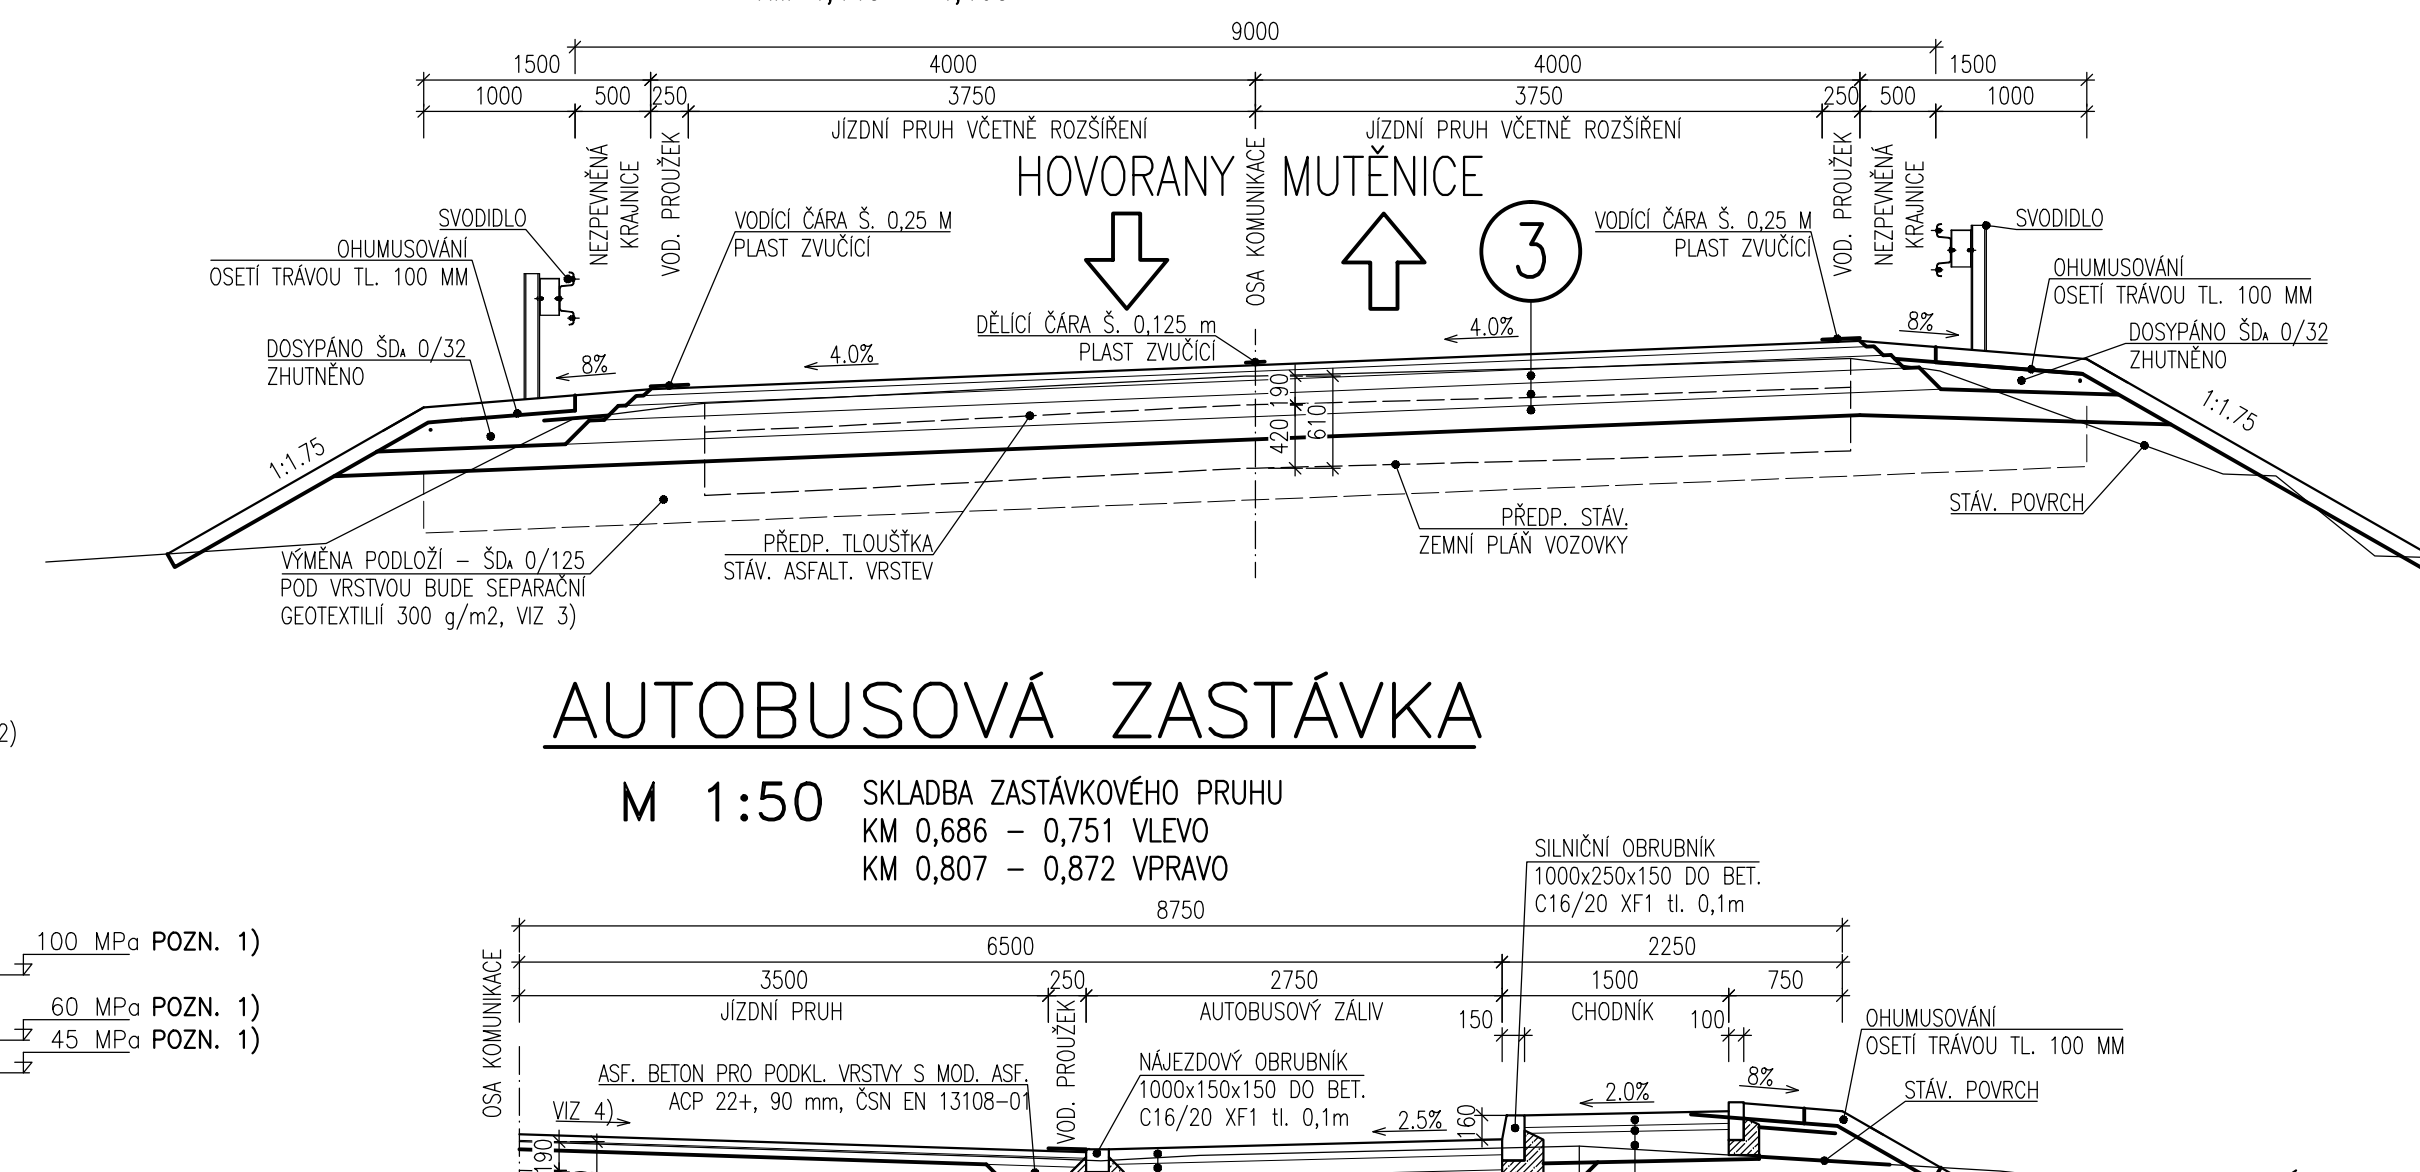 9000
1500 4000 4000 1500
1000 500 250 3750 3750 250 500 1000
JÍZDNÍ PRUH VČETNĚ ROZŠÍŘENÍ JÍZDNÍ PRUH VČETNĚ ROZŠÍŘENÍ
NEZPEVNĚNÁ
KRAJNICE
VOD. PROUŽEK
OSA KOMUNIKACE
VOD. PROUŽEK
NEZPEVNĚNÁ
KRAJNICE
HOVORANY MUTĚNICE
3
SVODIDLO
OHUMUSOVÁNÍ
OSETÍ TRÁVOU TL. 100 MM
DOSYPÁNO ŠDA 0/32
ZHUTNĚNO
VODÍCÍ ČÁRA Š. 0,25 M
PLAST ZVUČÍCÍ
DĚLÍCÍ ČÁRA Š. 0,125 m
PLAST ZVUČÍCÍ
VODÍCÍ ČÁRA Š. 0,25 M
PLAST ZVUČÍCÍ
SVODIDLO
OHUMUSOVÁNÍ
OSETÍ TRÁVOU TL. 100 MM
DOSYPÁNO ŠDA 0/32
ZHUTNĚNO
8% 4.0% 4.0% 8%
1:1.75
1:1.75
190
420
610
VÝMĚNA PODLOŽÍ – ŠDA 0/125
POD VRSTVOU BUDE SEPARAČNÍ
GEOTEXTILIÍ 300 g/m2, VIZ 3)
PŘEDP. TLOUŠŤKA
STÁV. ASFALT. VRSTEV
PŘEDP. STÁV.
ZEMNÍ PLÁŇ VOZOVKY
STÁV. POVRCH
2)
AUTOBUSOVÁ ZASTÁVKA
M 1:50
SKLADBA ZASTÁVKOVÉHO PRUHU
KM 0,686 – 0,751 VLEVO
KM 0,807 – 0,872 VPRAVO
100 MPa POZN. 1)
60 MPa POZN. 1)
45 MPa POZN. 1)
SILNIČNÍ OBRUBNÍK
1000x250x150 DO BET.
C16/20 XF1 tl. 0,1m
8750
6500 2250
3500 250 2750 1500 750
JÍZDNÍ PRUH AUTOBUSOVÝ ZÁLIV CHODNÍK
150 100
OSA KOMUNIKACE
VOD. PROUŽEK
ASF. BETON PRO PODKL. VRSTVY S MOD. ASF.
ACP 22+, 90 mm, ČSN EN 13108-01
VIZ 4)
NÁJEZDOVÝ OBRUBNÍK
1000x150x150 DO BET.
C16/20 XF1 tl. 0,1m
OHUMUSOVÁNÍ
OSETÍ TRÁVOU TL. 100 MM
STÁV. POVRCH
2.5% 2.0% 8%
160
190